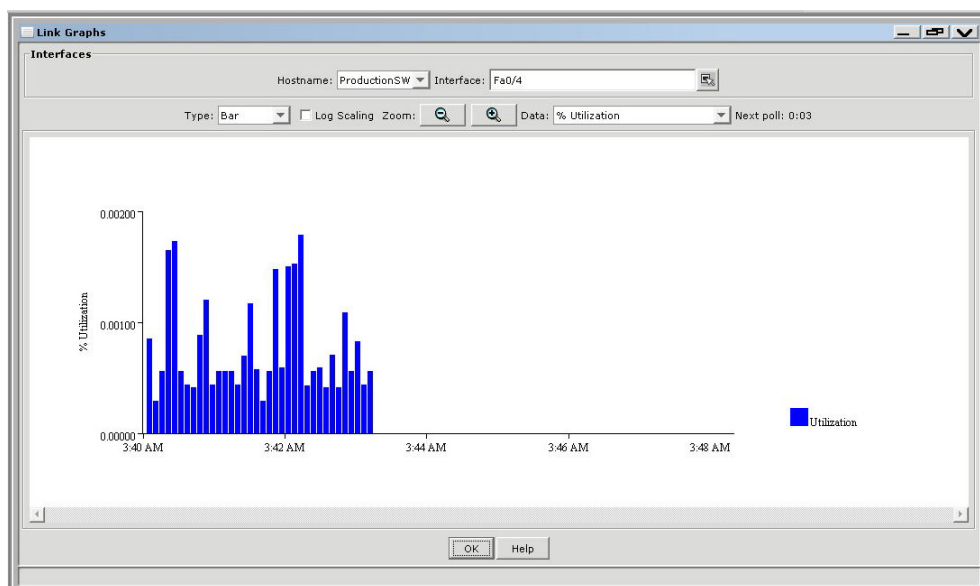 Link Graphs
Interfaces
Hostname: ProductionSW Interface: Fa0/4
Type: Bar Log Scaling Zoom: Data: % Utilization Next poll: 0:03
0.00200
0.00100
0.00000
% Utilization
3:40 AM 3:42 AM 3:44 AM 3:46 AM 3:48 AM
Utilization
OK Help